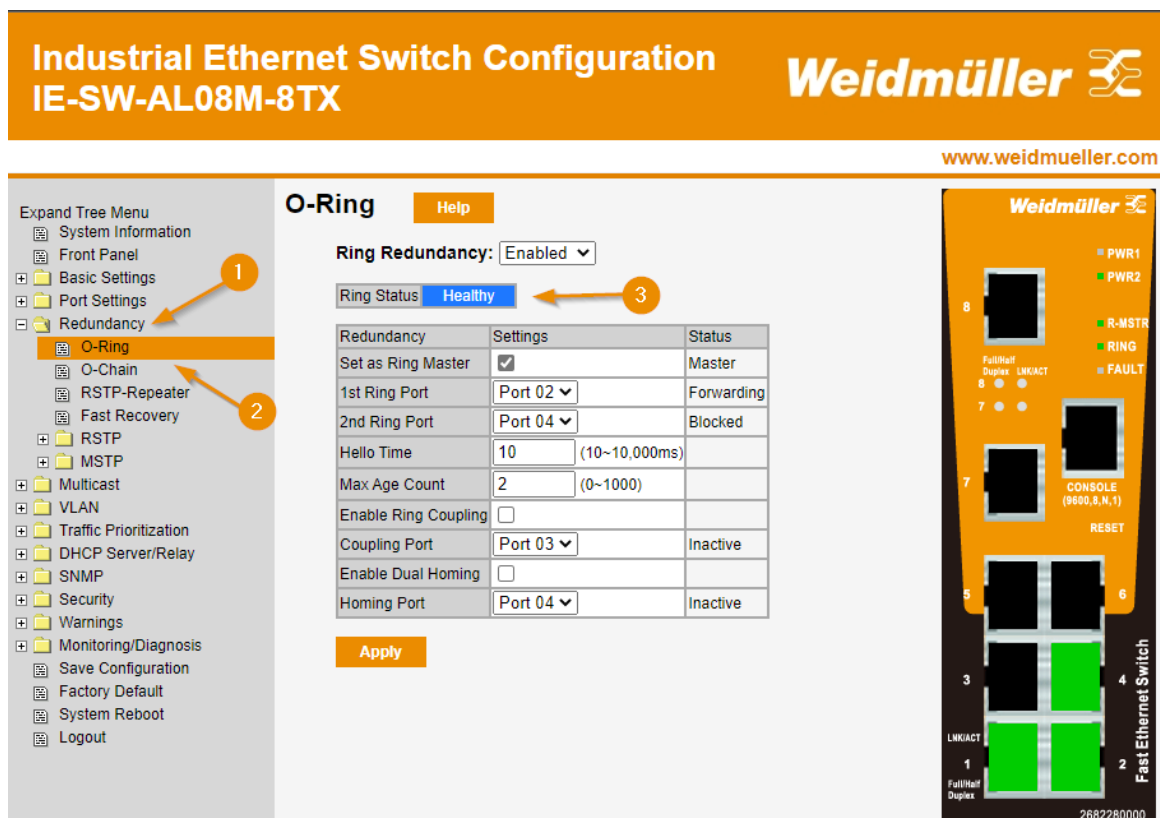 Industrial Ethernet Switch Configuration
IE-SW-AL08M-8TX
Weidmüller
www.weidmueller.com
Expand Tree Menu
System Information
Front Panel
Basic Settings
Port Settings
Redundancy
O-Ring
O-Chain
RSTP-Repeater
Fast Recovery
RSTP
MSTP
Multicast
VLAN
Traffic Prioritization
DHCP Server/Relay
SNMP
Security
Warnings
Monitoring/Diagnosis
Save Configuration
Factory Default
System Reboot
Logout
1
2
O-Ring Help
Ring Redundancy: Enabled
Ring Status Healthy
3
Redundancy Settings Status
Set as Ring Master Master
1st Ring Port Port 02 Forwarding
2nd Ring Port Port 04 Blocked
Hello Time 10 (10~10,000ms)
Max Age Count 2 (0~1000)
Enable Ring Coupling
Coupling Port Port 03 Inactive
Enable Dual Homing
Homing Port Port 04 Inactive
Apply
Weidmüller
PWR1
PWR2
8
R-MSTR
RING
FAULT
Full/Half
Duplex LNK/ACT
8
7
7
CONSOLE
(9600,8,N,1)
RESET
5 6
3 4
LNK/ACT
1 2
Full/Half
Duplex
Fast Ethernet Switch
2682280000